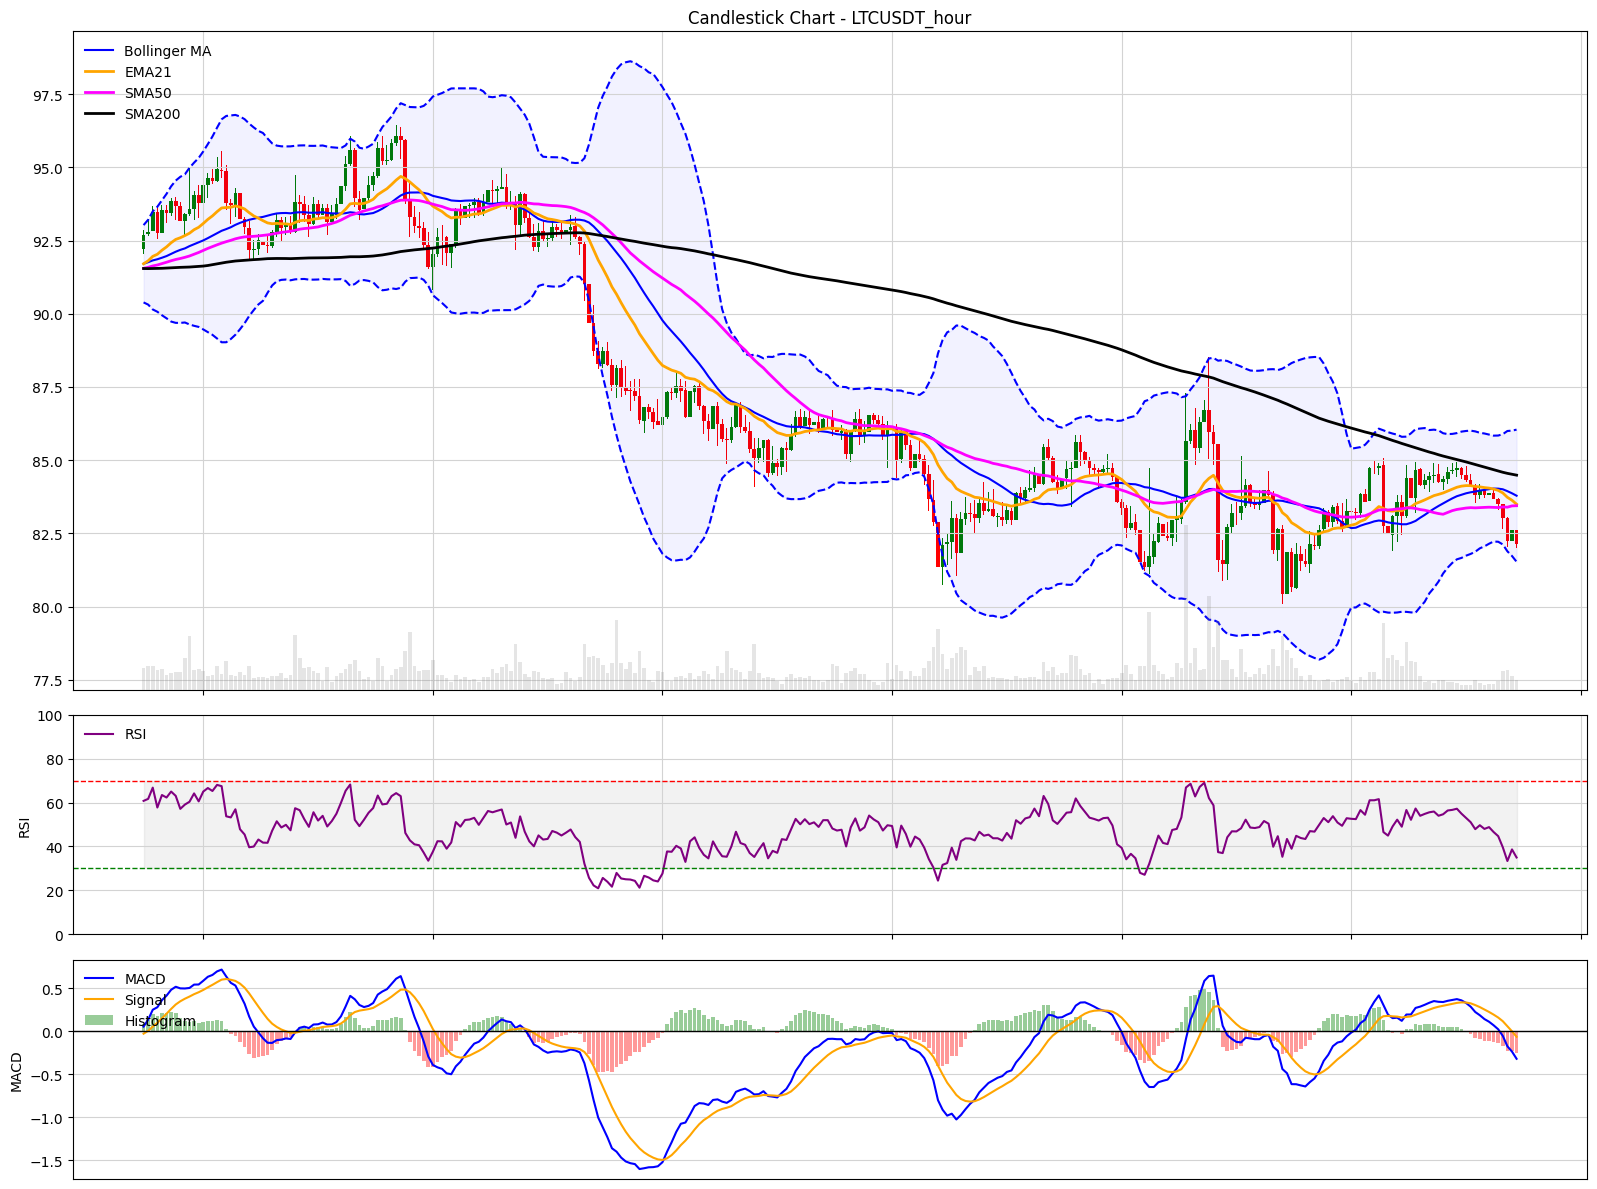 Candlestick Chart - LTCUSDT_hour
Bollinger MA
EMA21
SMA50
SMA200
97.5
95.0
92.5
90.0
87.5
85.0
82.5
80.0
77.5
RSI
100
80
60
40
20
0
RSI
MACD
Signal
Histogram
0.5
0.0
−0.5
−1.0
−1.5
MACD